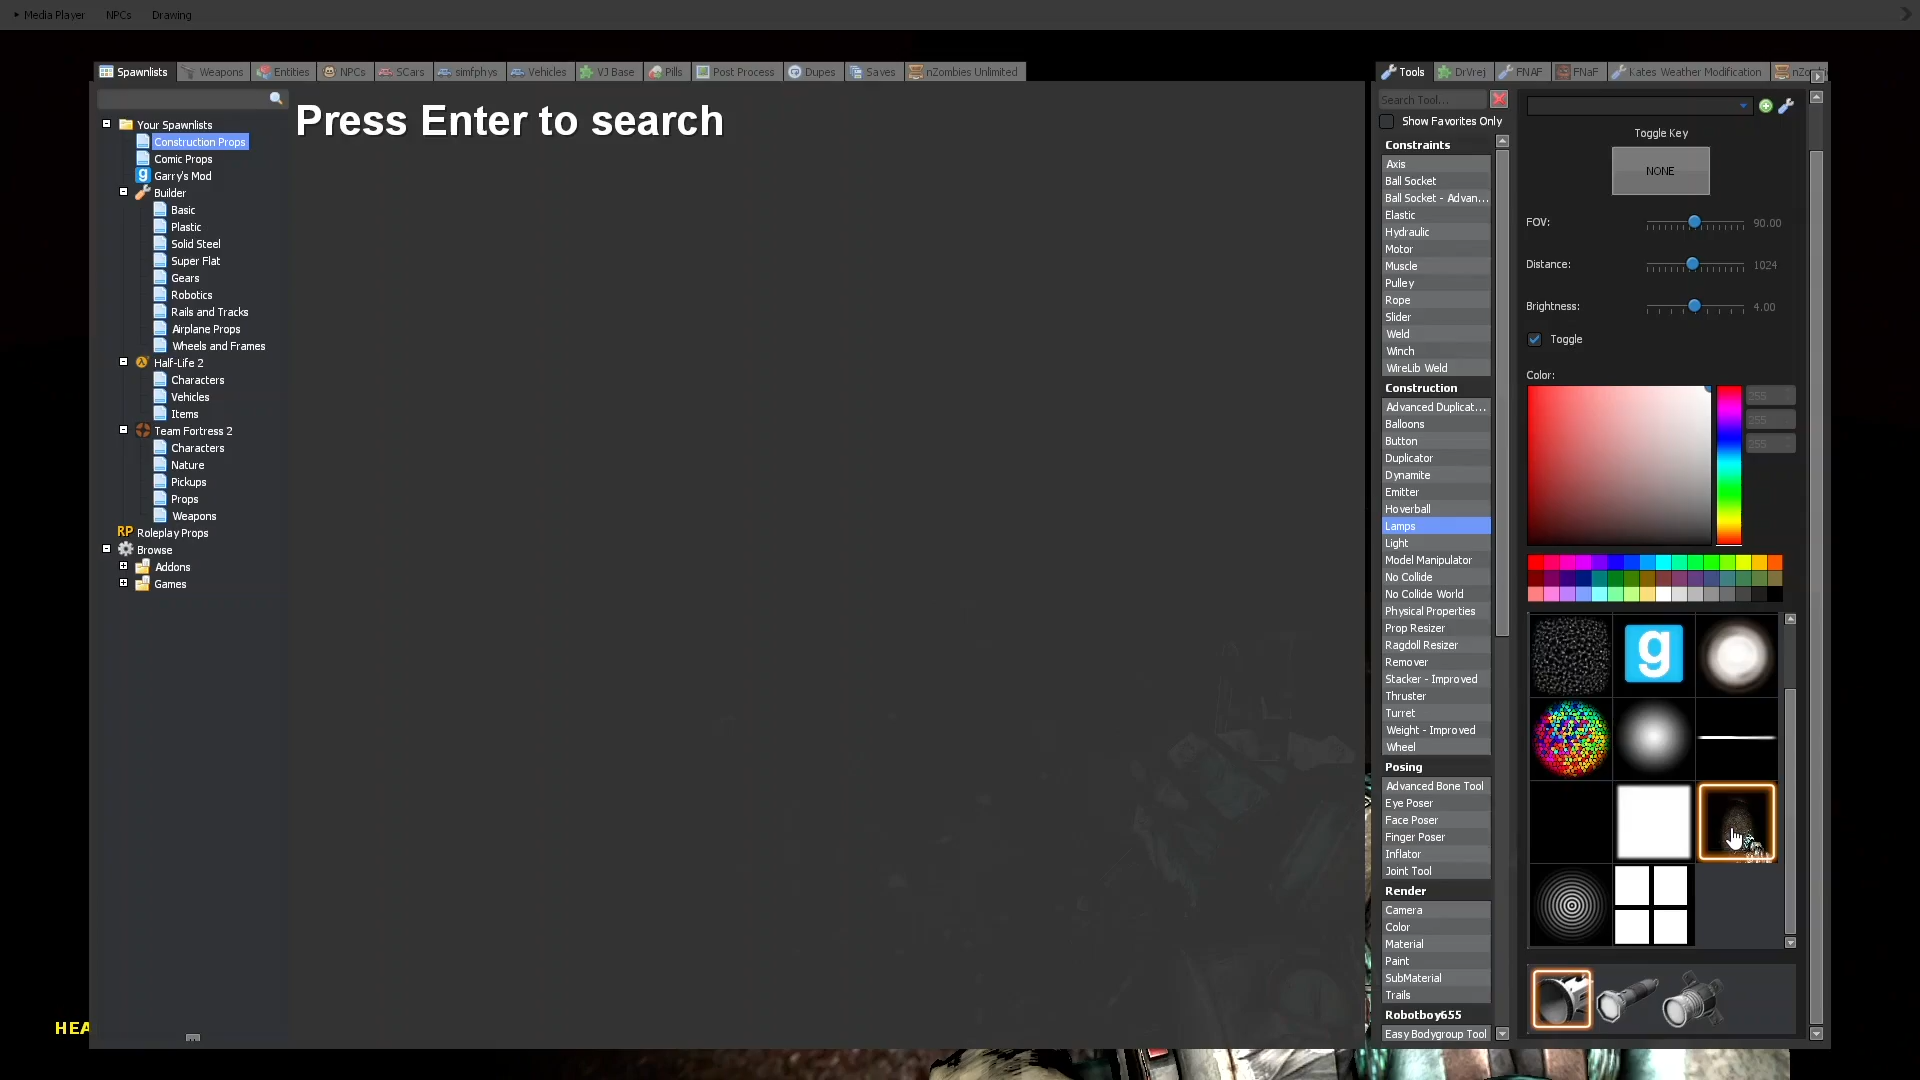 Media Player NPCs Drawing
Spawnlists Weapons Entities NPCs SCars simfphys Vehicles VJ Base Pills Post Process Dupes Saves nZombies Unlimited
Press Enter to search
Your Spawnlists
Construction Props
Comic Props
g Garry's Mod
Builder
Basic
Plastic
Solid Steel
Super Flat
Gears
Robotics
Rails and Tracks
Airplane Props
Wheels and Frames
Half-Life 2
Characters
Vehicles
Items
Team Fortress 2
Characters
Nature
Pickups
Props
Weapons
RP Roleplay Props
Browse
Addons
Games
HEA
Tools DrVrej FNAF FNaF Kates Weather Modification nZo
Search Tool...
Show Favorites Only
Constraints
Axis
Ball Socket
Ball Socket - Advan...
Elastic
Hydraulic
Motor
Muscle
Pulley
Rope
Slider
Weld
Winch
WireLib Weld
Construction
Advanced Duplicat...
Balloons
Button
Duplicator
Dynamite
Emitter
Hoverball
Lamps
Light
Model Manipulator
No Collide
No Collide World
Physical Properties
Prop Resizer
Ragdoll Resizer
Remover
Stacker - Improved
Thruster
Turret
Weight - Improved
Wheel
Posing
Advanced Bone Tool
Eye Poser
Face Poser
Finger Poser
Inflator
Joint Tool
Render
Camera
Color
Material
Paint
SubMaterial
Trails
Robotboy655
Easy Bodygroup Tool
Toggle Key
NONE
FOV: 90.00
Distance: 1024
Brightness: 4.00
Toggle
Color:
255
255
255
g